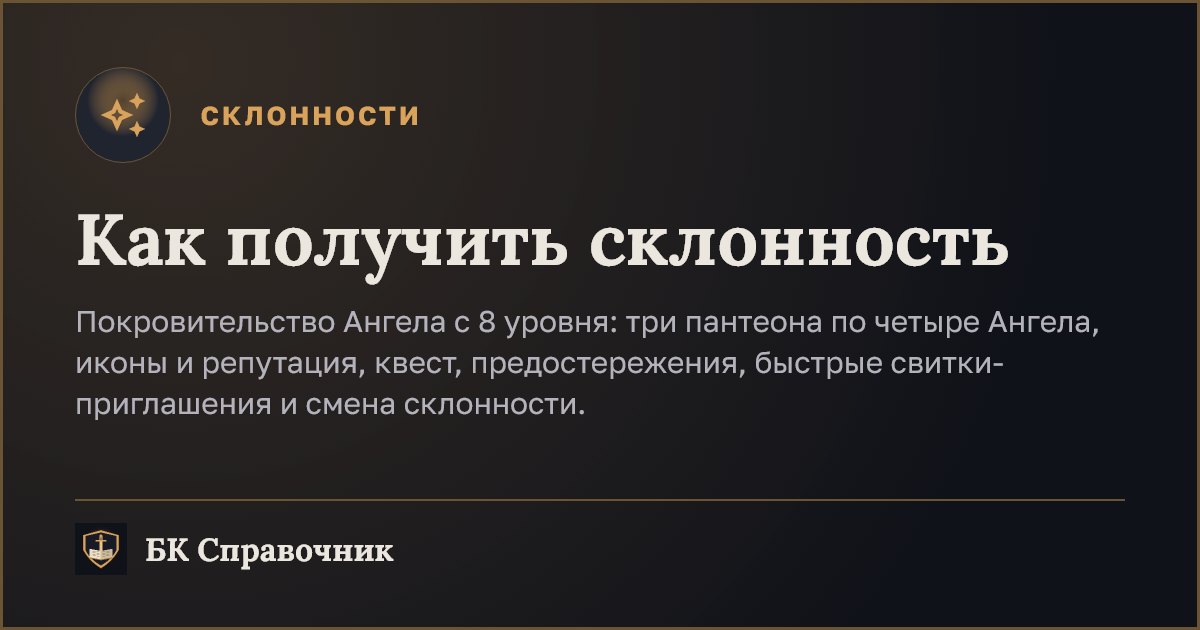 склонности
Как получить склонность
Покровительство Ангела с 8 уровня: три пантеона по четыре Ангела,
иконы и репутация, квест, предостережения, быстрые свитки-
приглашения и смена склонности.
БК Справочник